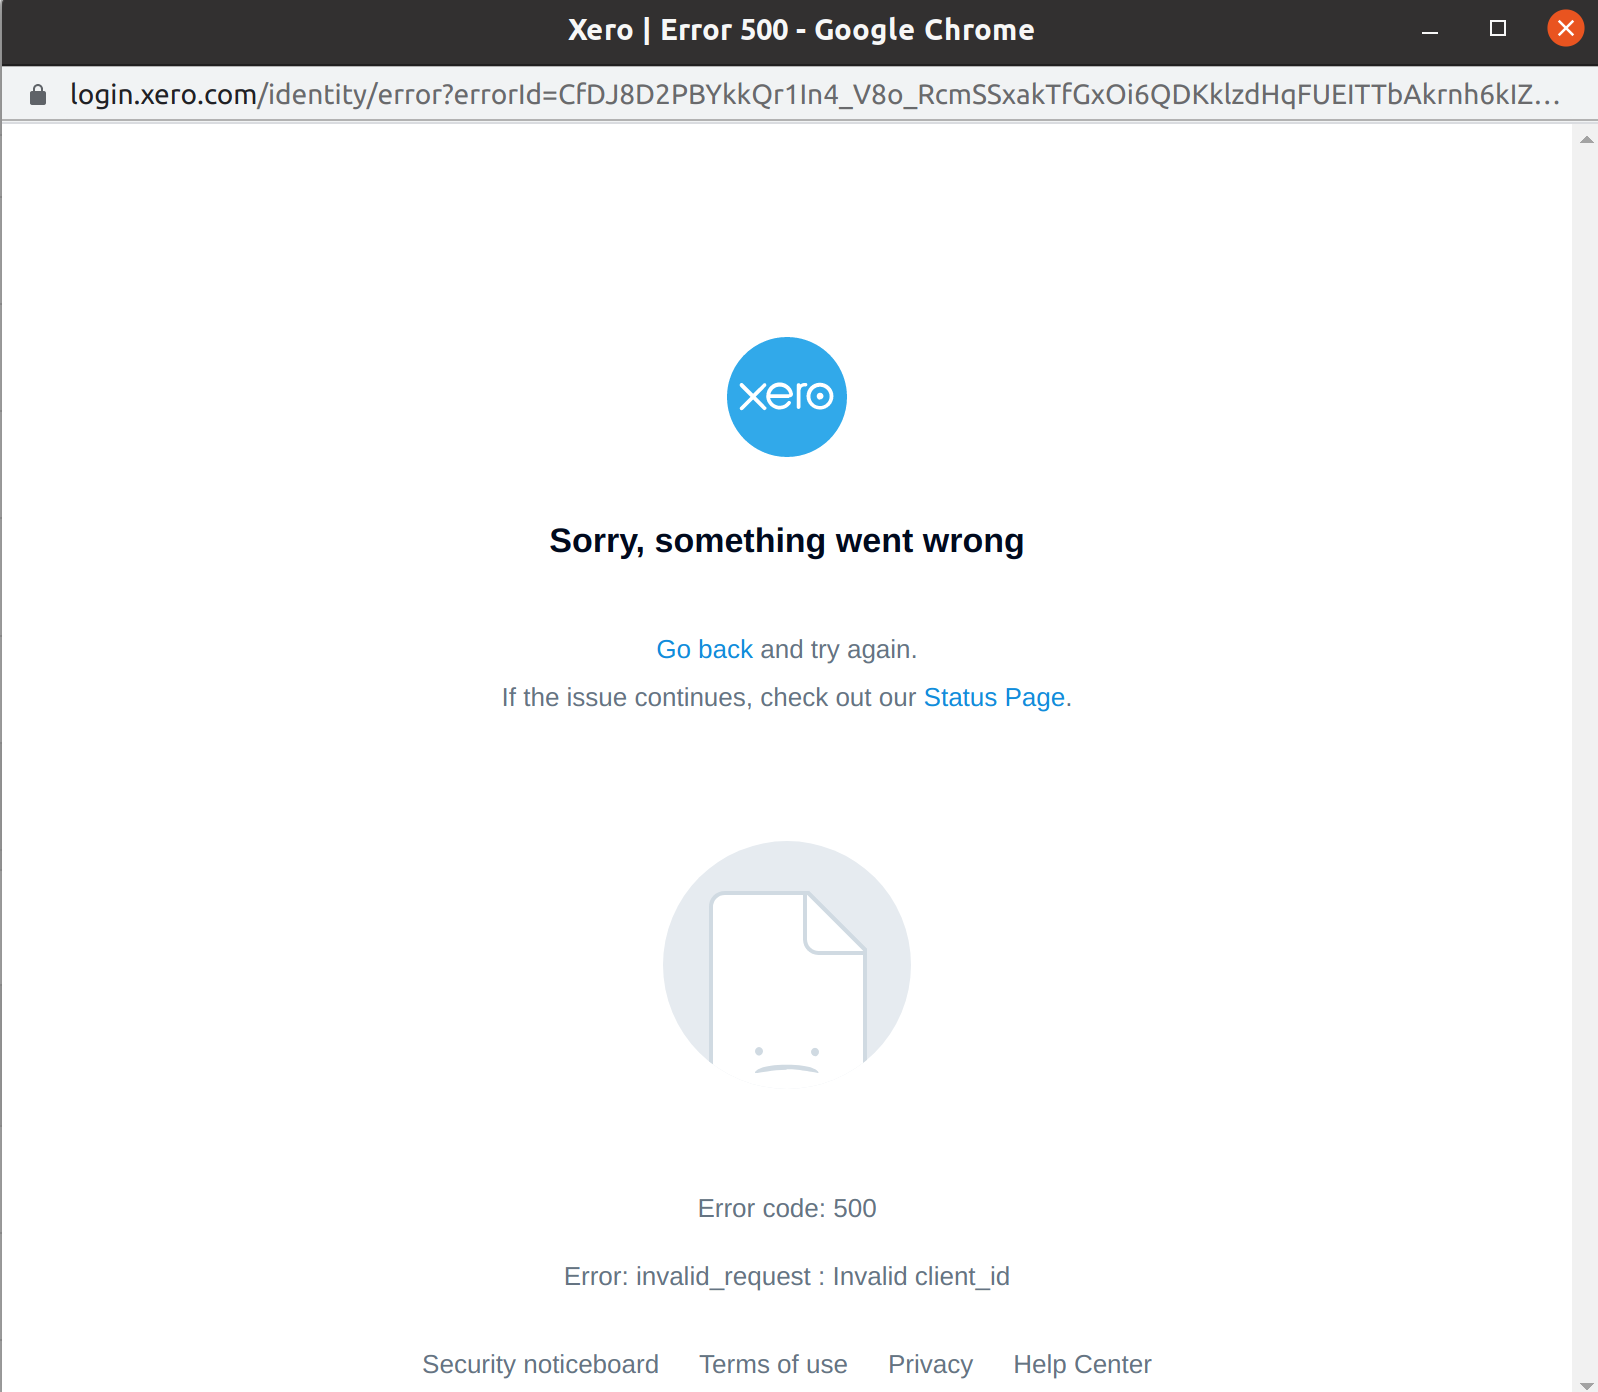 Xero | Error 500 - Google Chrome
login.xero.com/identity/error?errorId=CfDJ8D2PBYkkQr1In4_V8o_RcmSSxakTfGxOi6QDKklzdHqFUEITTbAkrnh6kIZ...
xero
Sorry, something went wrong
Go back and try again.
If the issue continues, check out our Status Page.
Error code: 500
Error: invalid_request : Invalid client_id
Security noticeboard Terms of use Privacy Help Center